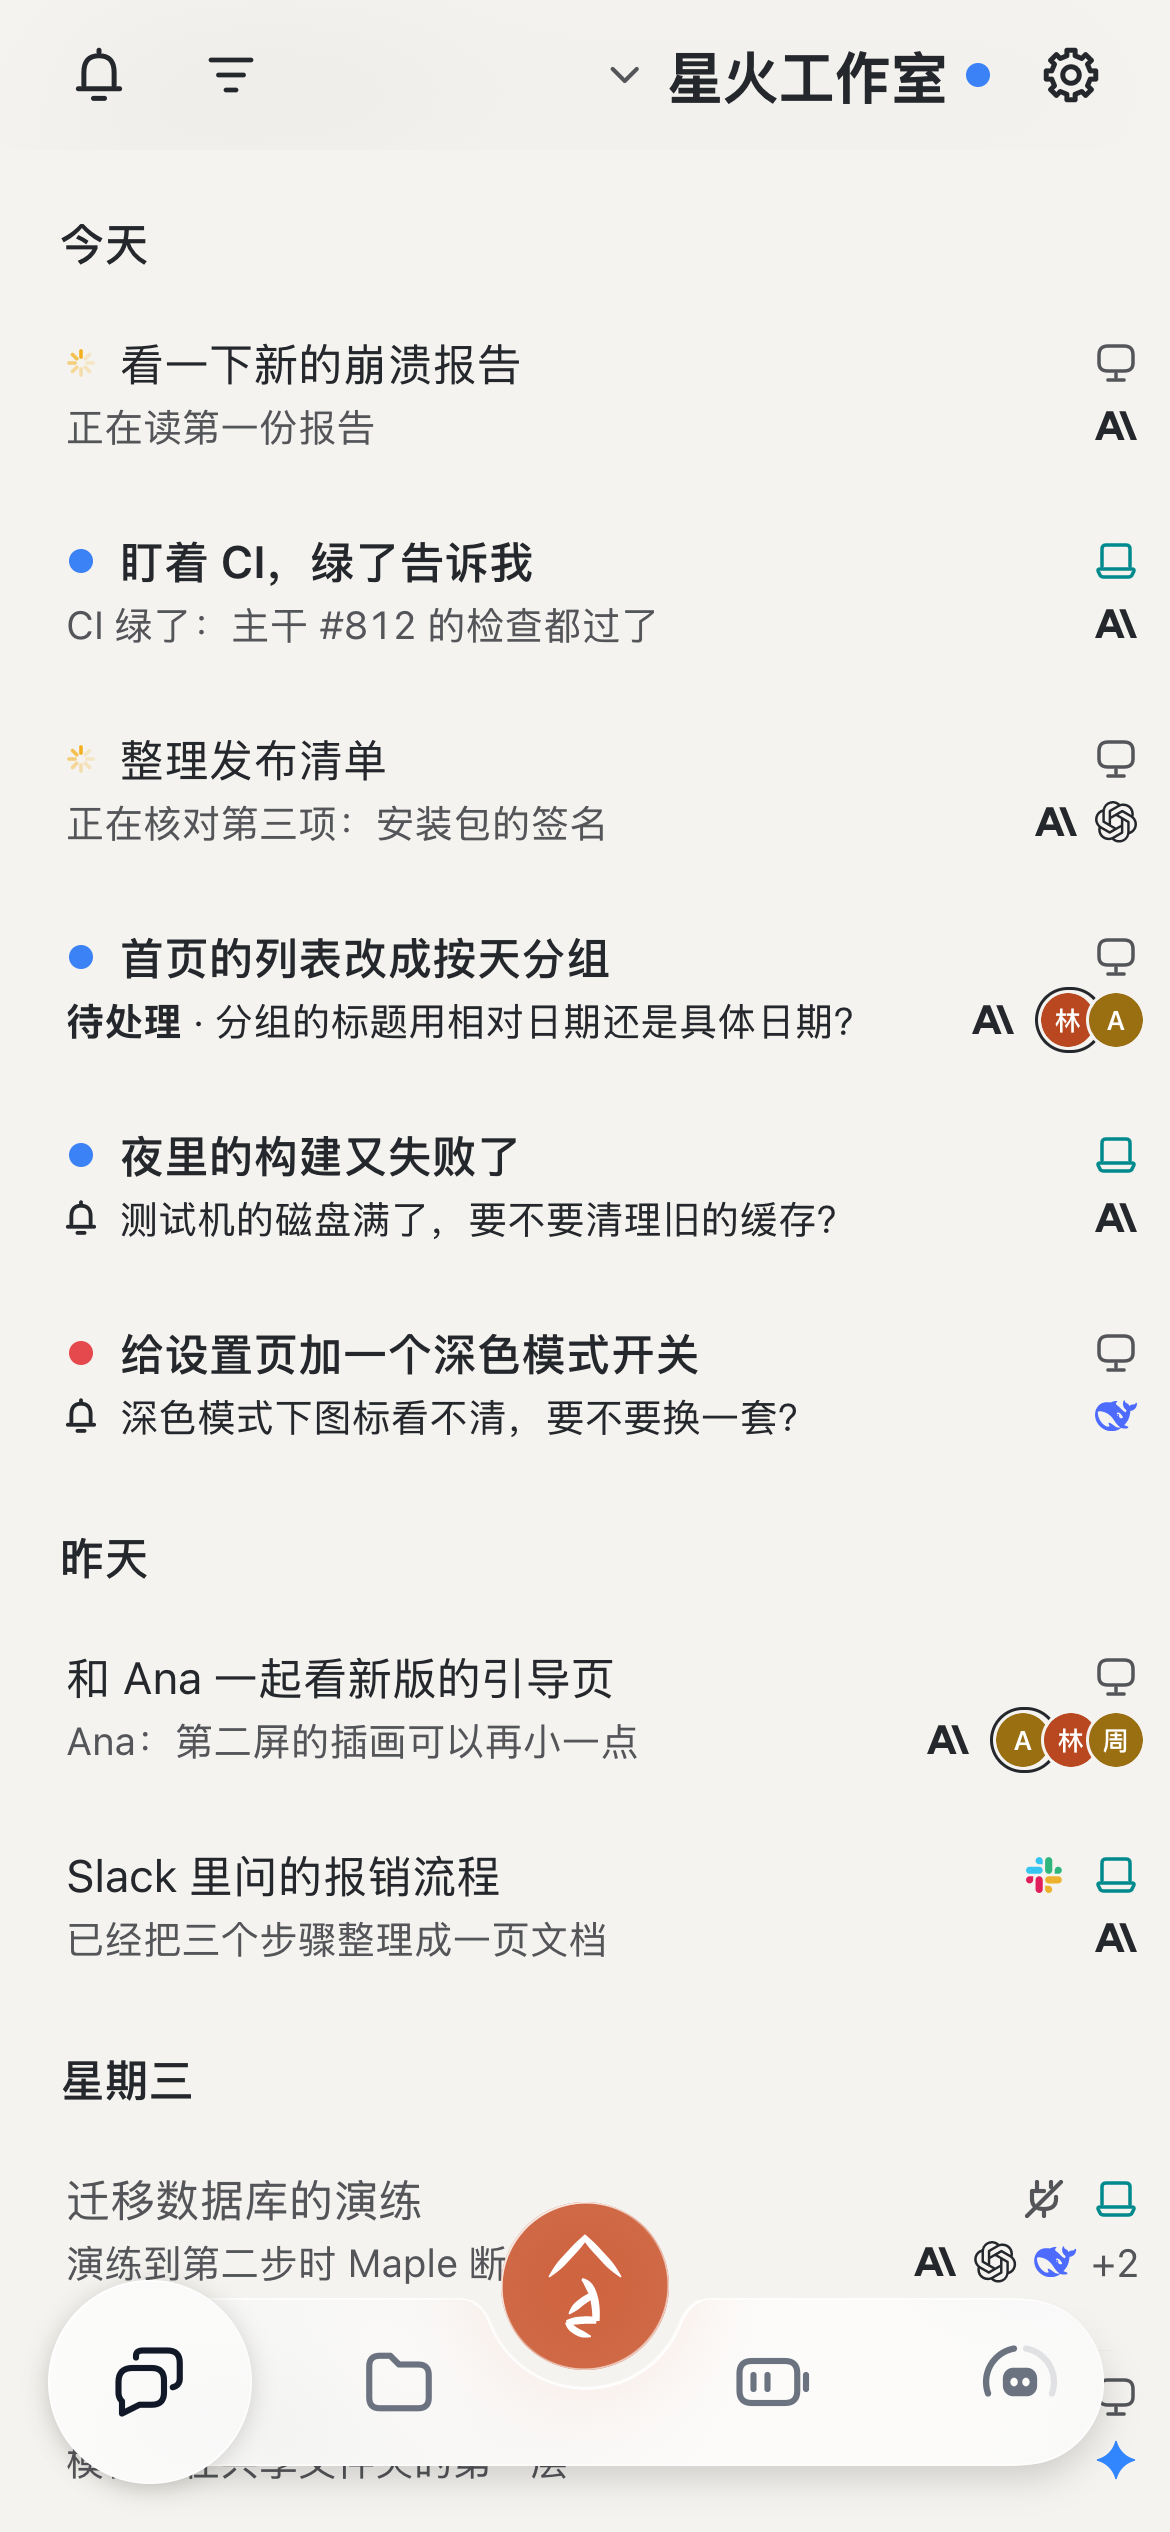 星火工作室
今天
看一下新的崩溃报告
正在读第一份报告
盯着 CI，绿了告诉我
CI 绿了：主干 #812 的检查都过了
整理发布清单
正在核对第三项：安装包的签名
首页的列表改成按天分组
待处理 · 分组的标题用相对日期还是具体日期？
林 A
夜里的构建又失败了
测试机的磁盘满了，要不要清理旧的缓存？
给设置页加一个深色模式开关
深色模式下图标看不清，要不要换一套？
昨天
和 Ana 一起看新版的引导页
Ana：第二屏的插画可以再小一点
A 林 周
Slack 里问的报销流程
已经把三个步骤整理成一页文档
星期三
迁移数据库的演练
演练到第二步时 Maple 断
+2